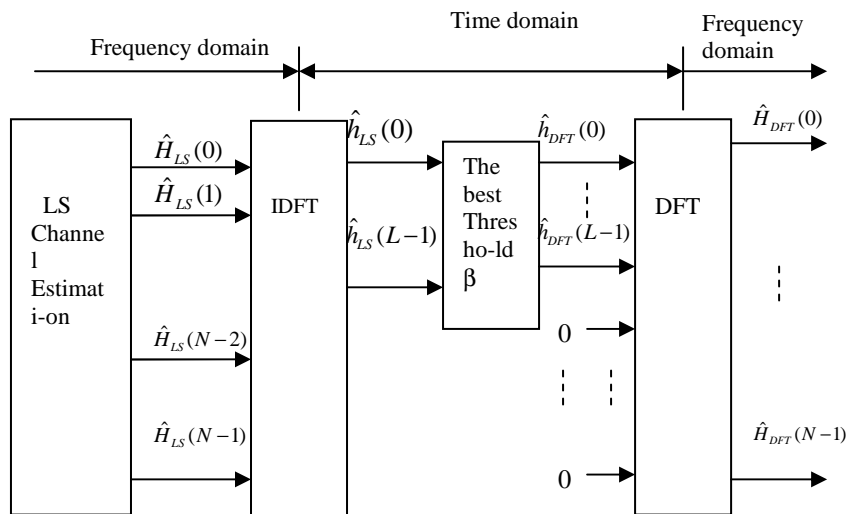 Time domain
Frequency domain
Frequency
domain
LS
Channe
l
Estimat
i-on
Ĥ_LS(0)
Ĥ_LS(1)
Ĥ_LS(N−2)
Ĥ_LS(N−1)
IDFT
ĥ_LS(0)
ĥ_LS(L−1)
The
best
Thres
ho-ld
β
ĥ_DFT(0)
ĥ_DFT(L−1)
0
0
DFT
Ĥ_DFT(0)
Ĥ_DFT(N−1)